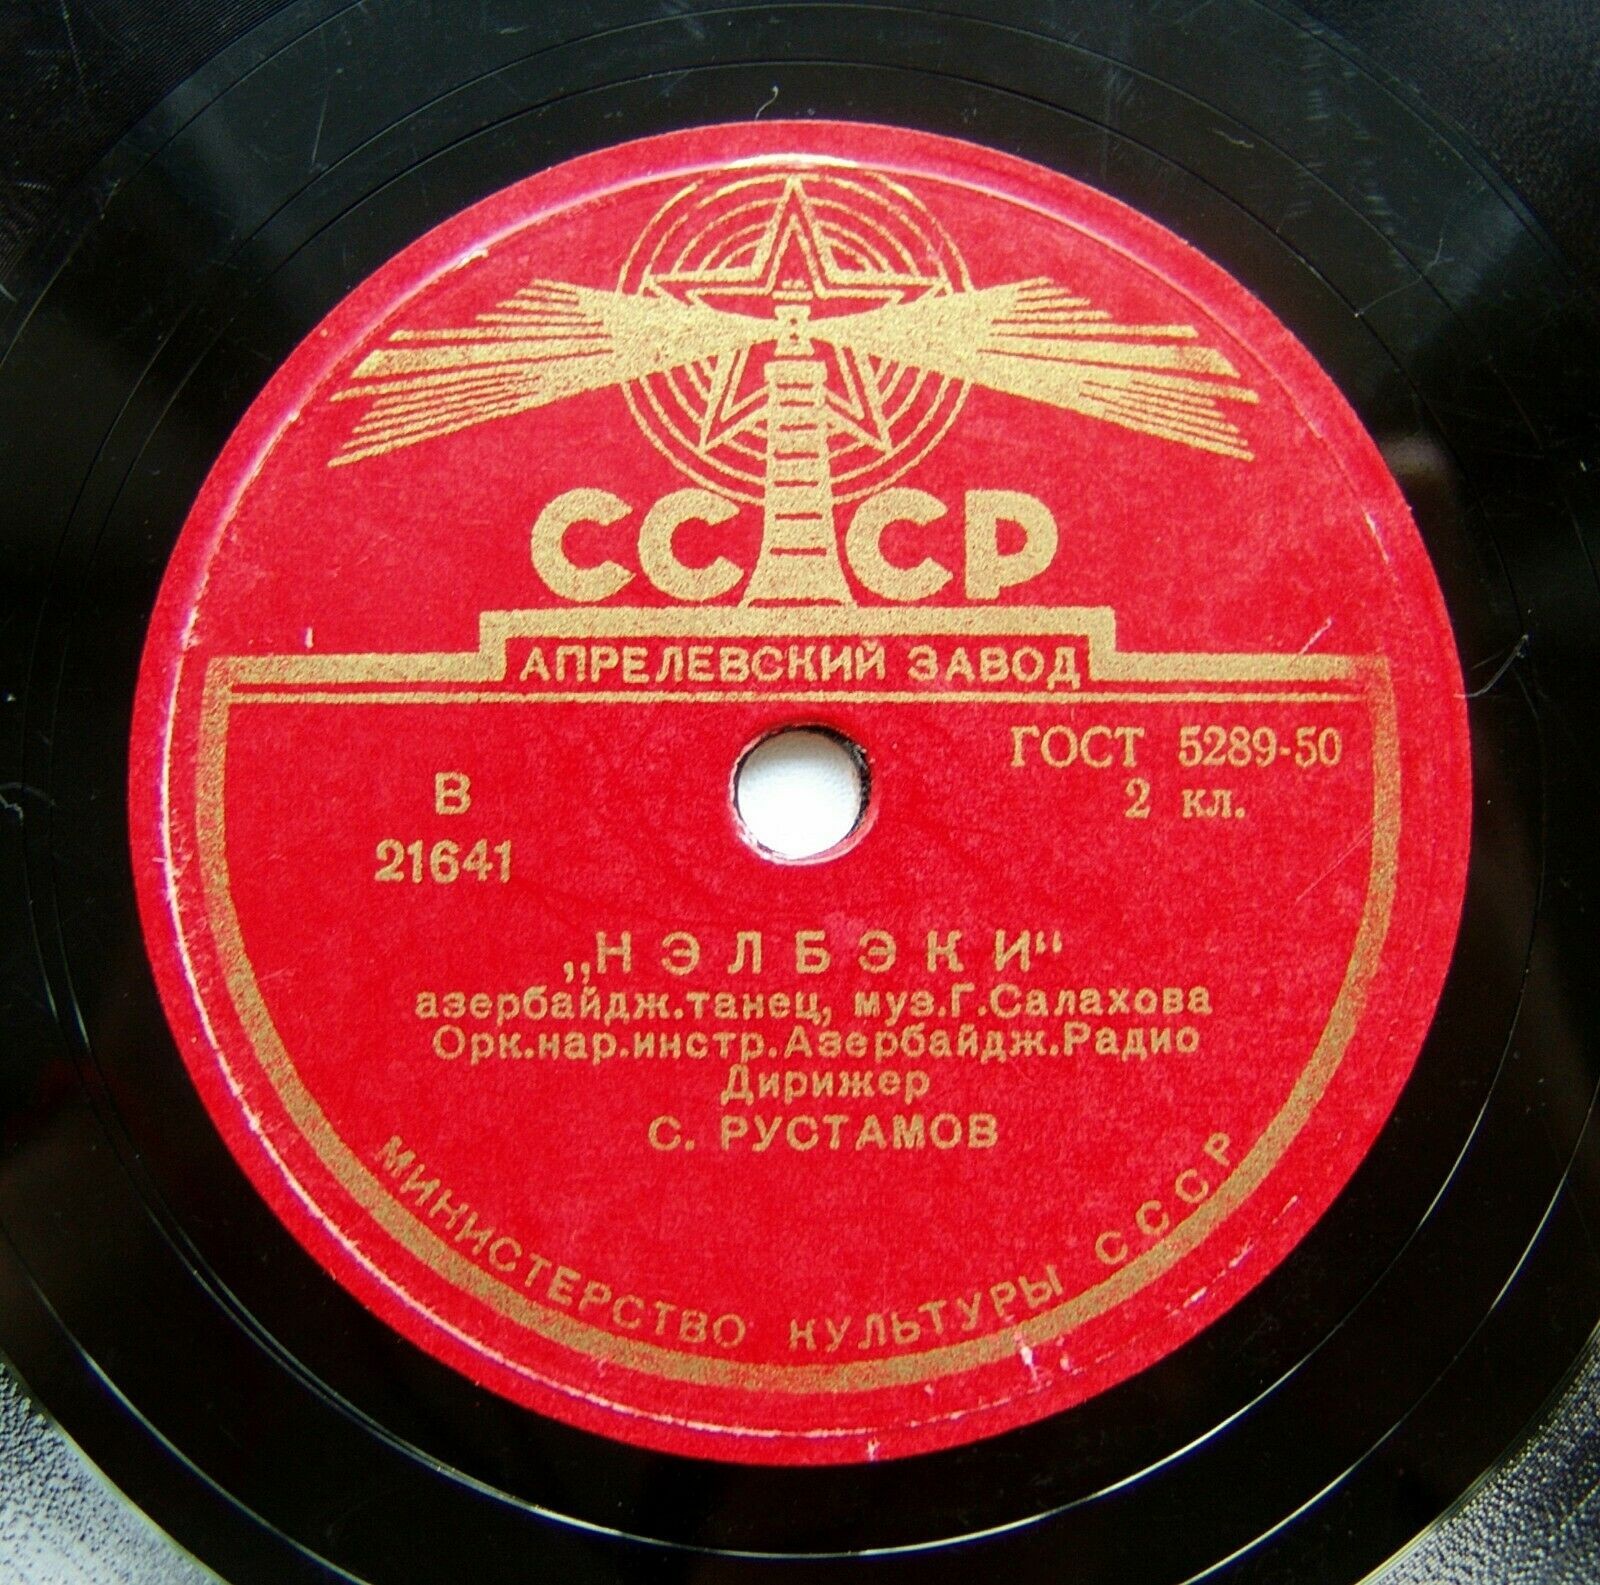 СССР
АПРЕЛЕВСКИЙ ЗАВОД
ГОСТ 5289-50
2 кл.
В
21641
„НЭЛБЭКИ“
азербайдж.танец, муз.Г.Салахова
Орк.нар.инстр.Азербайдж.Радио
Дирижер
С. РУСТАМОВ
МИНИСТЕРСТВО КУЛЬТУРЫ СССР